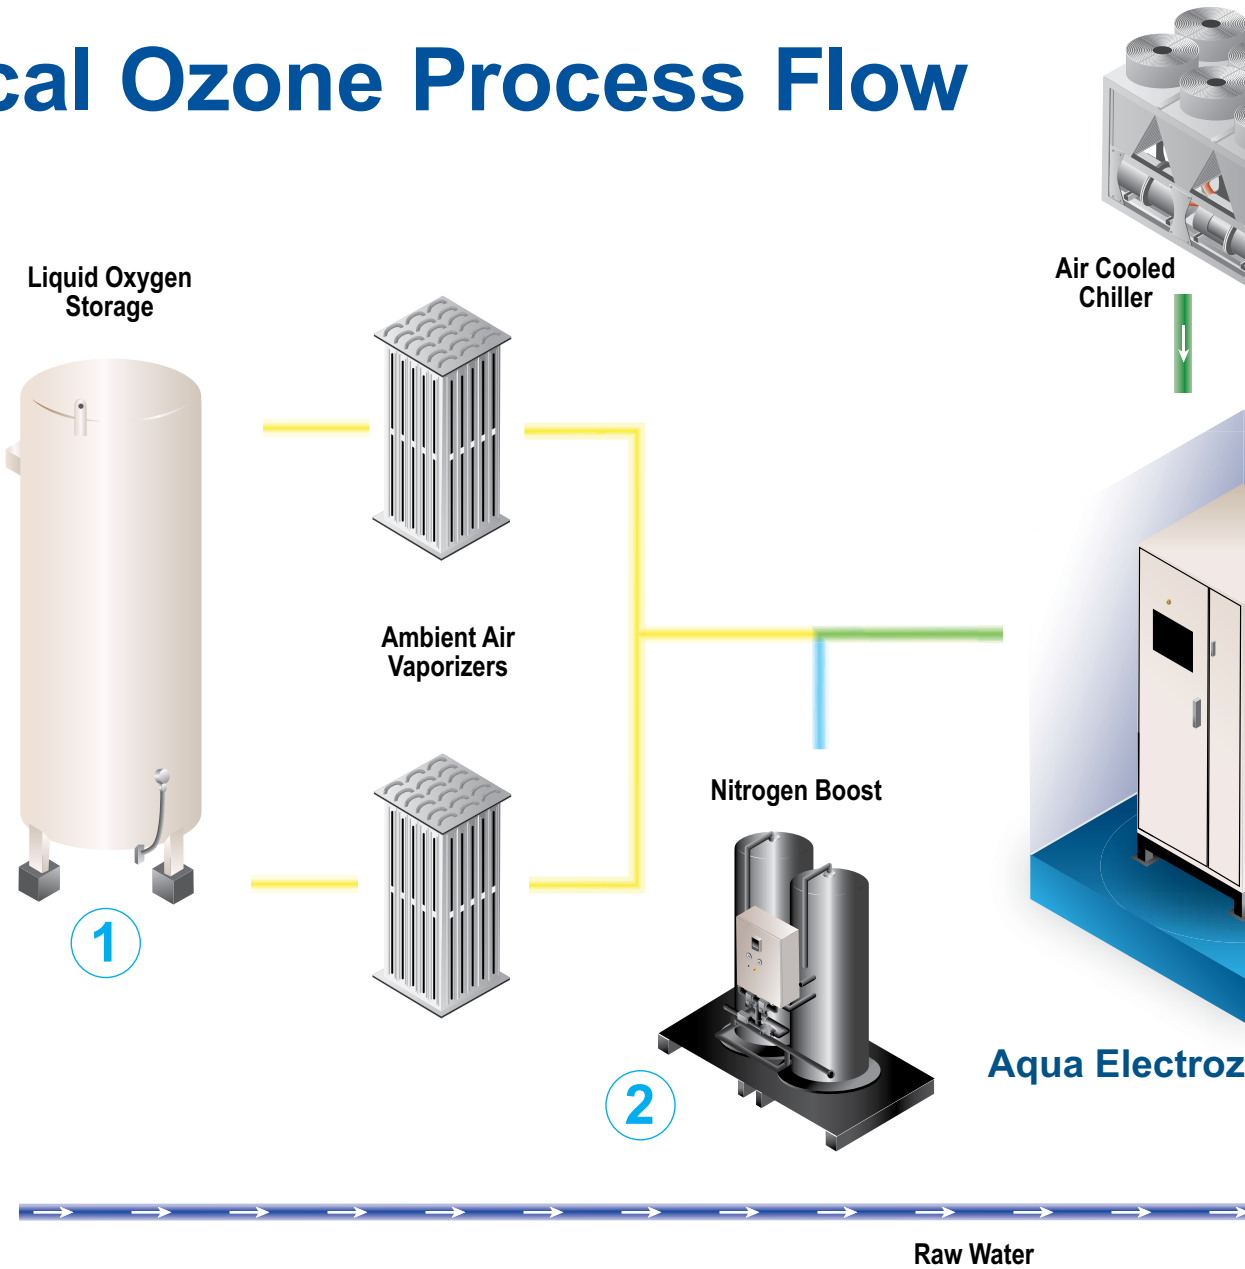 cal Ozone Process Flow
Liquid Oxygen
Storage
Air Cooled
Chiller
Ambient Air
Vaporizers
Nitrogen Boost
1
2
Aqua Electroz
Raw Water